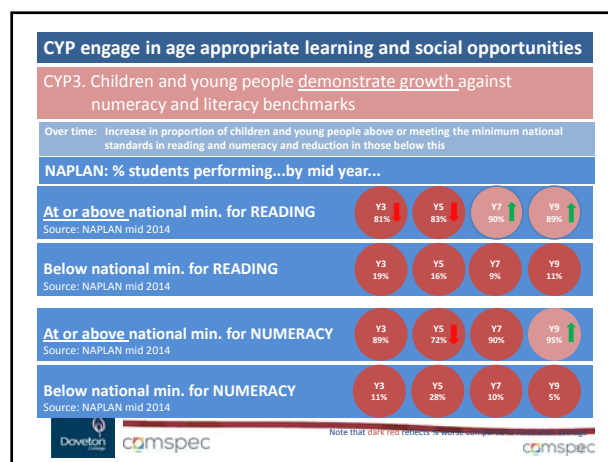 CYP engage in age appropriate learning and social opportunities
CYP3. Children and young people demonstrate growth against
numeracy and literacy benchmarks
Over time: Increase in proportion of children and young people above or meeting the minimum national
standards in reading and numeracy and reduction in those below
this
NAPLAN: % students performing...by mid year...
At or above national min. for READING
Source: NAPLAN mid 2014
Y3 81%
Y5 83%
Y7 90%
Y9 89%
Below national min. for READING
Source: NAPLAN mid 2014
Y3 19%
Y5 16%
Y7 9%
Y9 11%
At or above national min. for NUMERACY
Source: NAPLAN mid 2014
Y3 89%
Y5 72%
Y7 90%
Y9 95%
Below national min. for NUMERACY
Source: NAPLAN mid 2014
Y3 11%
Y5 28%
Y7 10%
Y9 5%
Doveton
College
comspec
Note that dark red reflects % worse
comspec